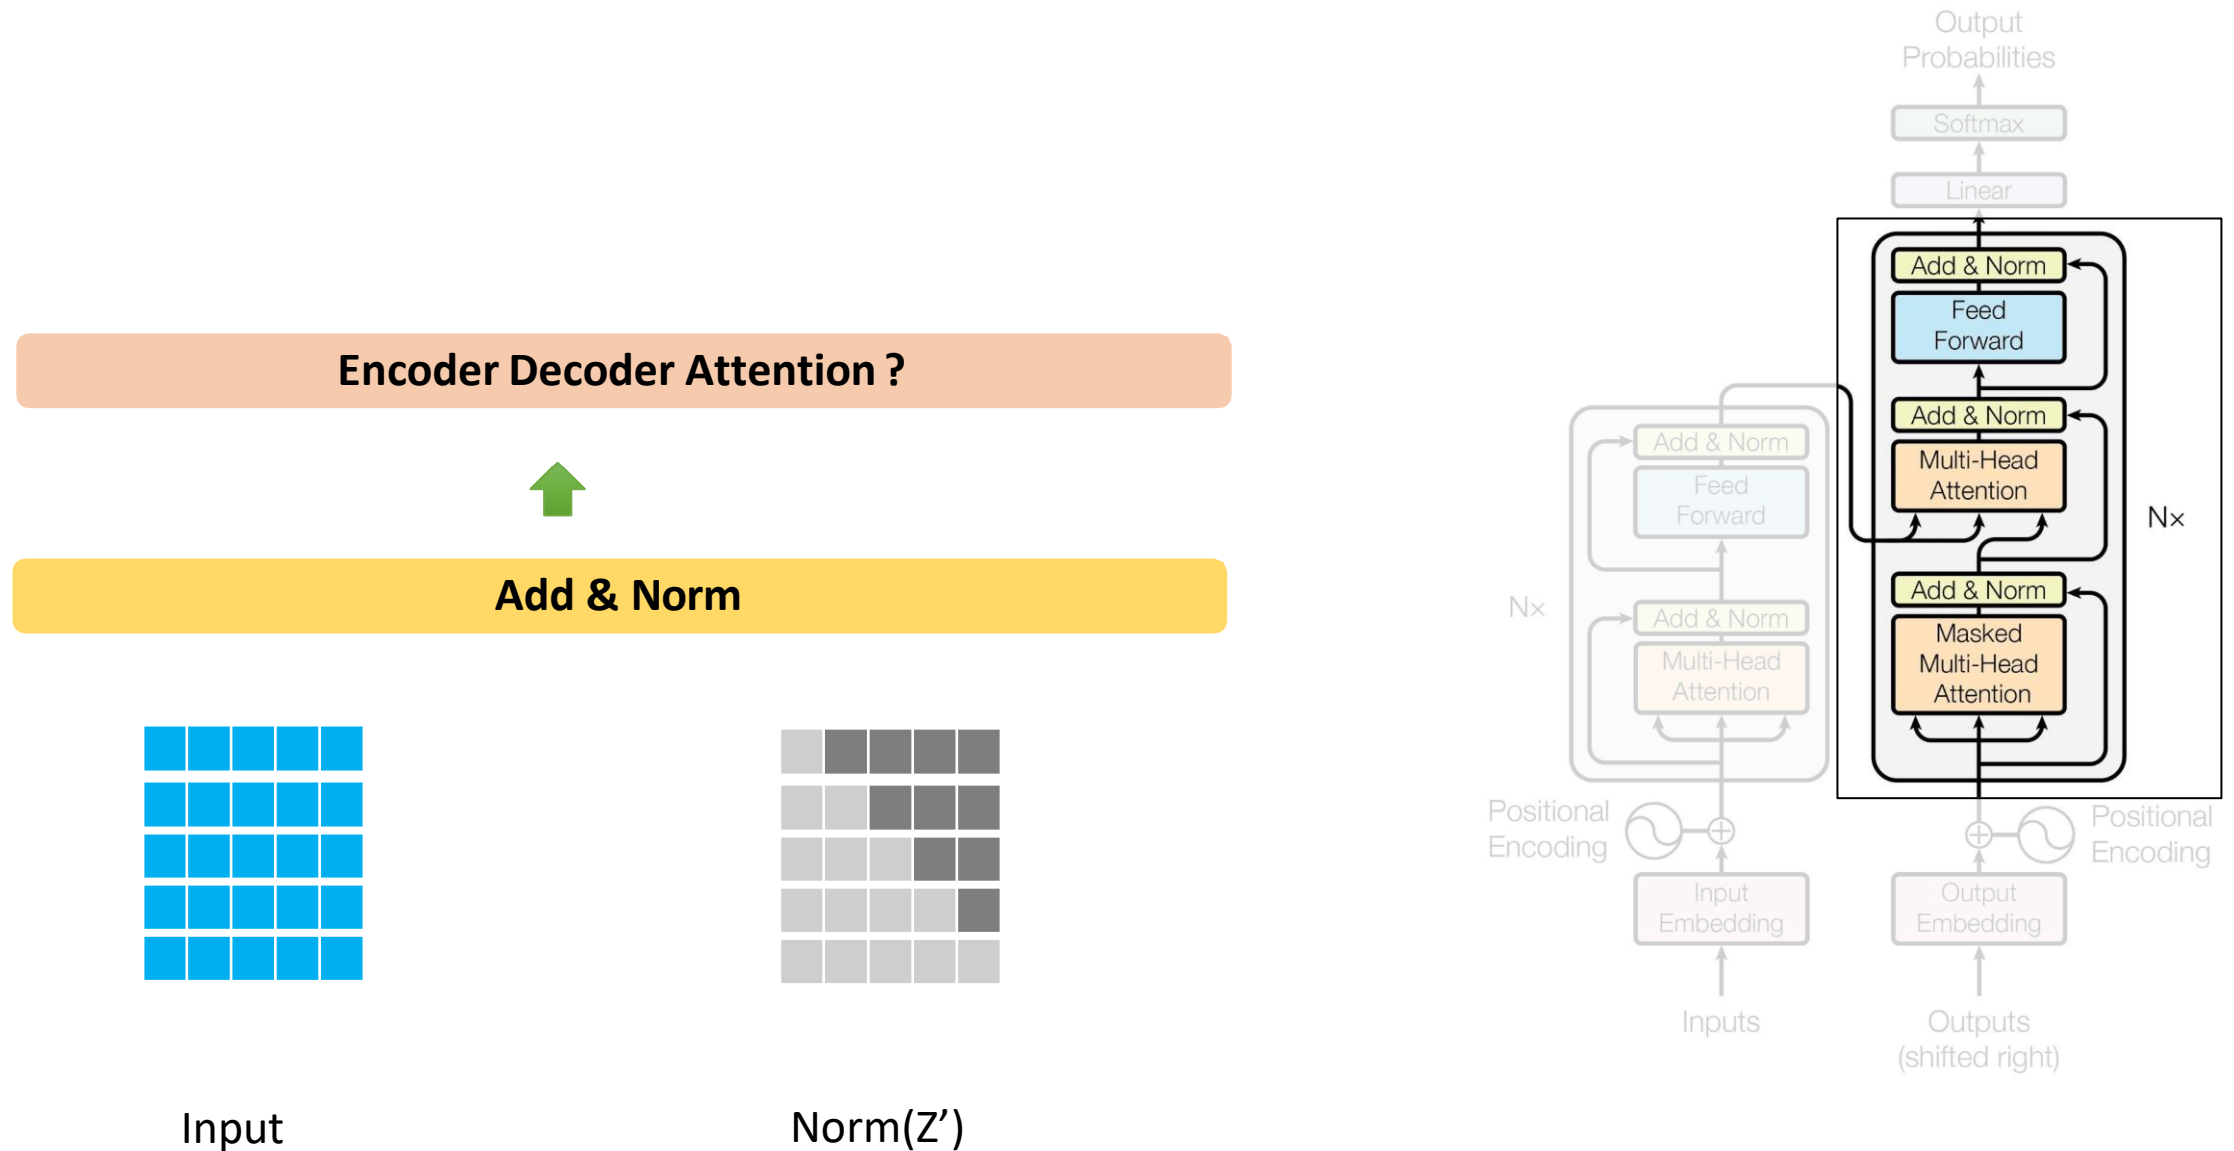 Encoder Decoder Attention ?
Add & Norm
Input
Norm(Z’)
Output
Probabilities
Softmax
Linear
Add & Norm
Feed
Forward
Add & Norm
Multi-Head
Attention
Add & Norm
Masked
Multi-Head
Attention
N×
Add & Norm
Feed
Forward
Add & Norm
Multi-Head
Attention
Nx
Positional
Encoding
Positional
Encoding
Input
Embedding
Output
Embedding
Inputs
Outputs
(shifted right)